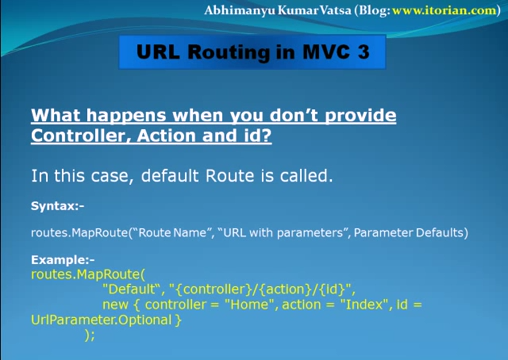 Abhimanyu Kumar Vatsa (Blog: www.itorian.com)
URL Routing in MVC 3
What happens when you don't provide
Controller, Action and id?
In this case, default Route is called.
Syntax:-
routes.MapRoute("Route Name", "URL with parameters", Parameter Defaults)
Example:-
routes.MapRoute(
"Default", "{controller}/{action}/{id}",
new { controller = "Home", action = "Index", id =
UrlParameter.Optional }
);